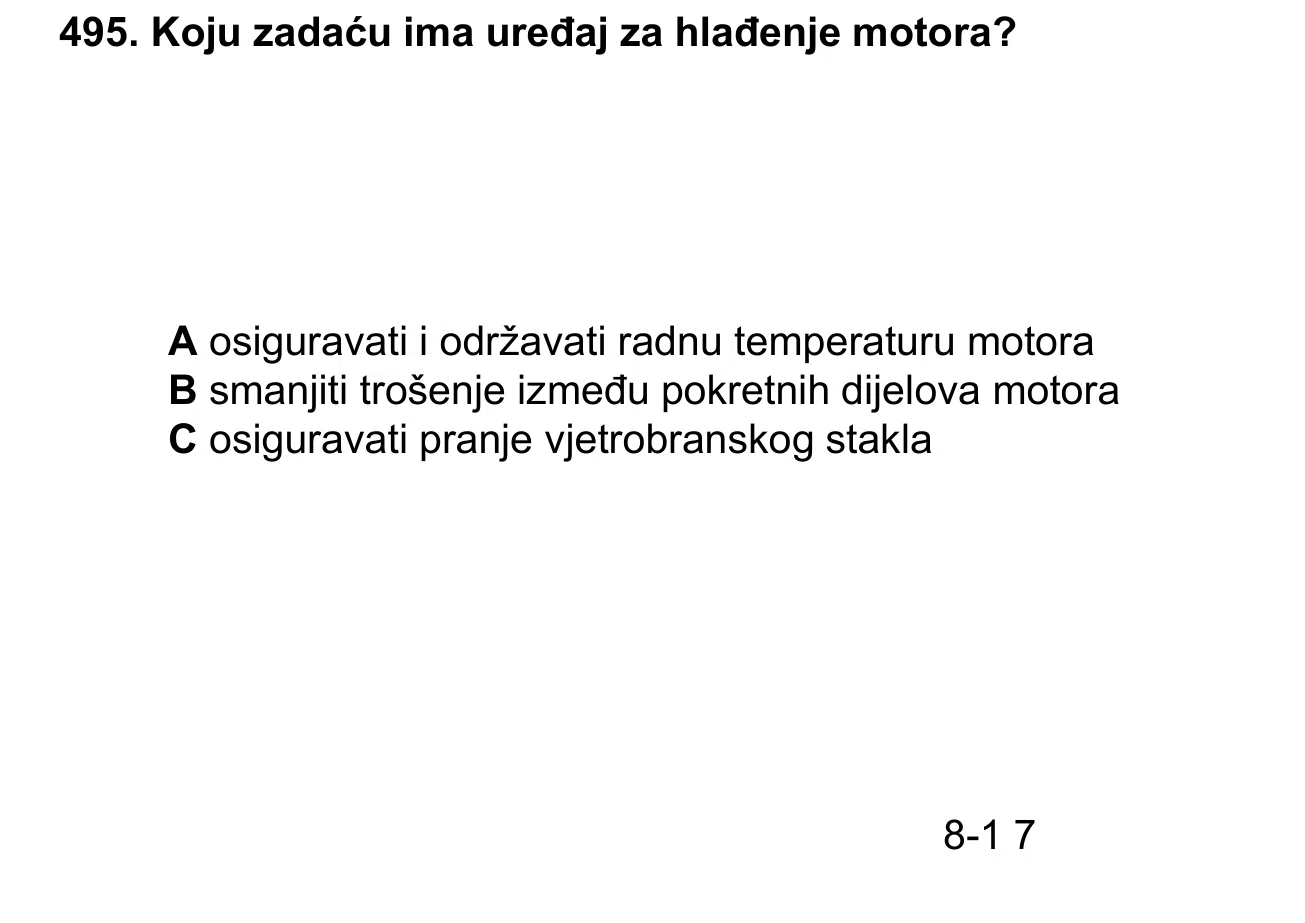 495. Koju zadaću ima uređaj za hlađenje motora?
A osiguravati i održavati radnu temperaturu motora
B smanjiti trošenje između pokretnih dijelova motora
C osiguravati pranje vjetrobranskog stakla
8-1 7